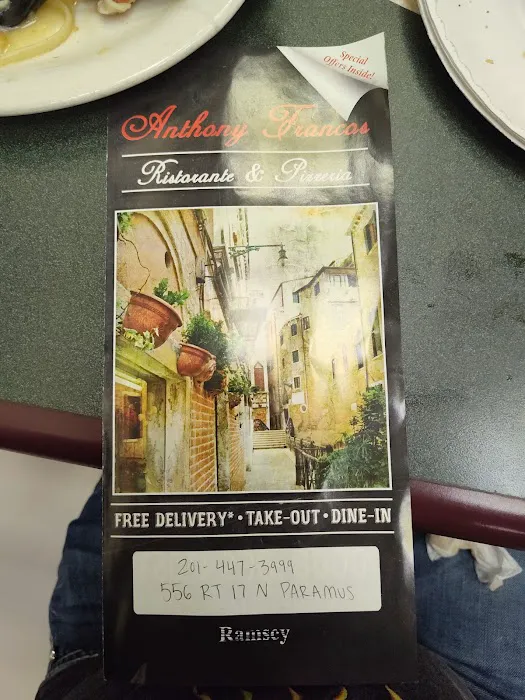 Special
Offers Inside!
Anthony Francos
Ristorante & Pizzeria
FREE DELIVERY* • TAKE-OUT • DINE-IN
201-447-3999
556 RT 17 N PARAMUS
Ramsey